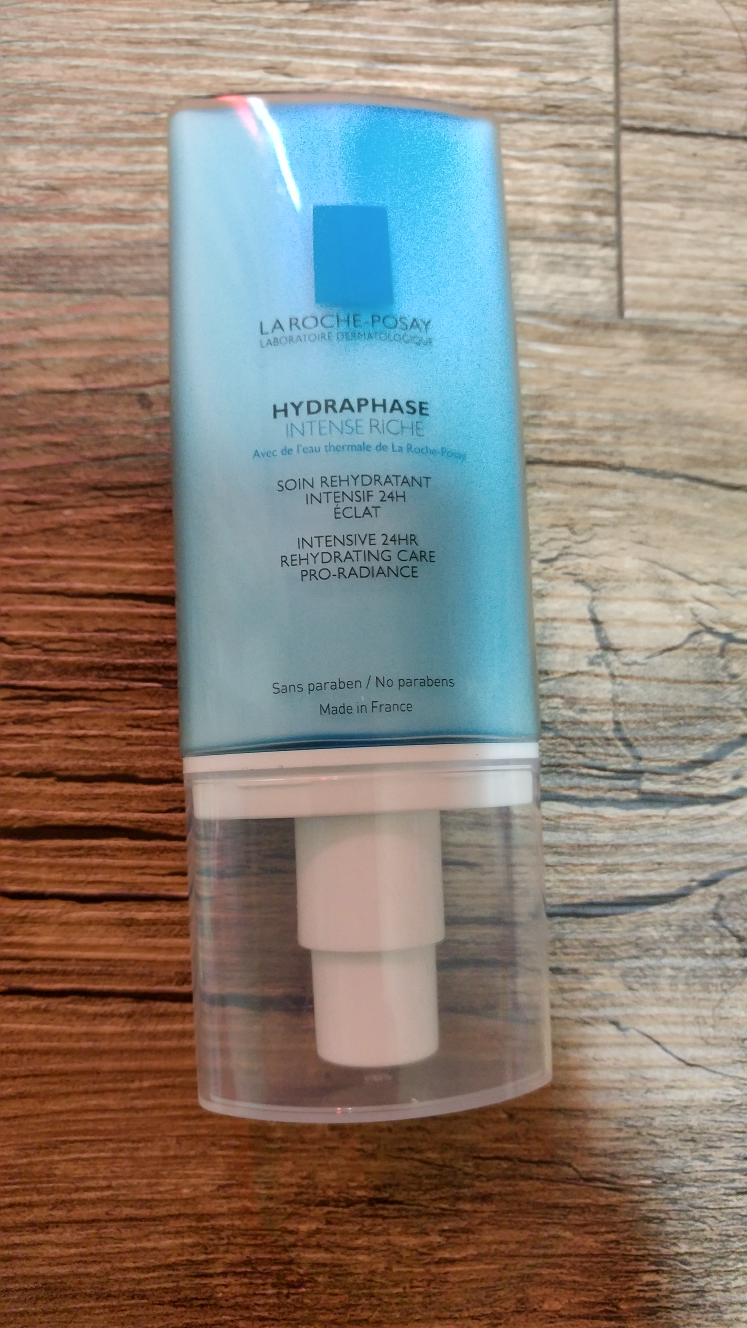 LA ROCHE-POSAY
LABORATOIRE DERMATOLOGIQUE
HYDRAPHASE
INTENSE RICHE
Avec de l'eau thermale de La Roche-Posay
SOIN REHYDRATANT
INTENSIF 24H
ÉCLAT
INTENSIVE 24HR
REHYDRATING CARE
PRO-RADIANCE
Sans paraben / No parabens
Made in France